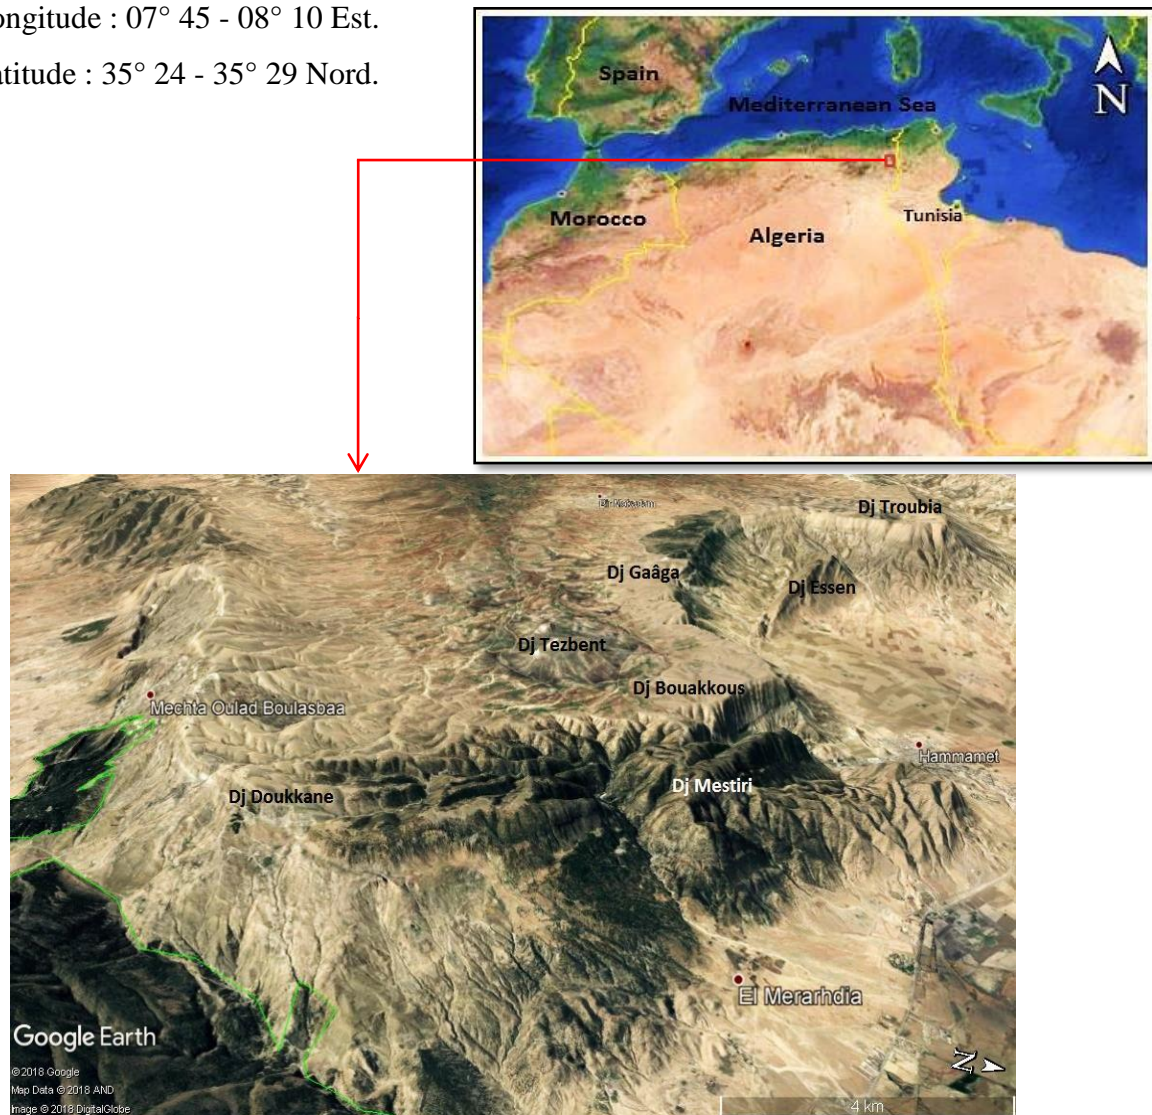 ongitude : 07° 45 - 08° 10 Est.
atitude : 35° 24 - 35° 29 Nord.
Spain
Mediterranean Sea
N
Morocco
Algeria
Tunisia
Dj Troubia
Dj Gaâga
Dj Essen
Dj Tezbent
Dj Bouakkous
Mechta Oulad Boulasbaa
Hammamet
Dj Mestiri
Dj Doukkane
El Merarhdia
Google Earth
N
© 2018 Google
Map Data © 2018 AND
Image © 2018 DigitalGlobe
4 km